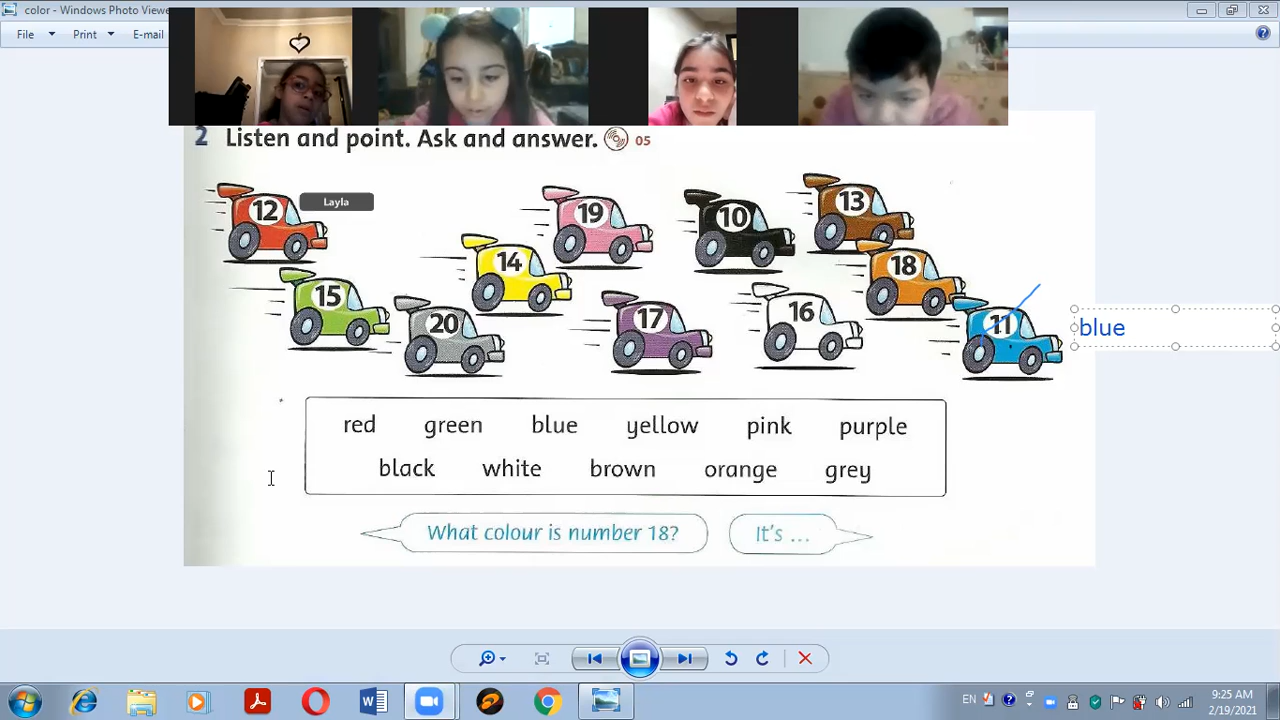 color - Windows Photo Viewe
File
Print
E-mail
2 Listen and point. Ask and answer. 05
Layla
12
19
10
13
14
18
15
20
17
16
11
blue
red green blue yellow pink purple
black white brown orange grey
What colour is number 18?
It's ...
EN
9:25 AM
2/19/2021